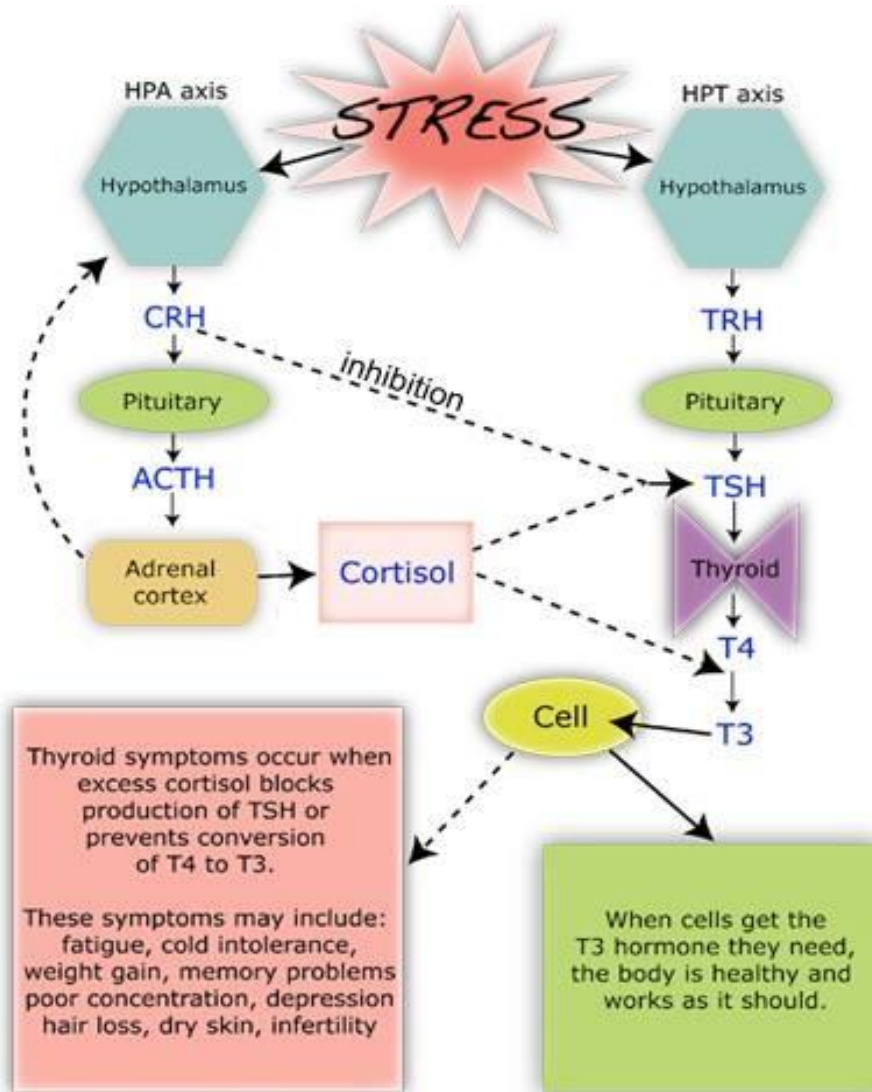 STRESS
HPA axis
HPT axis
Hypothalamus
Hypothalamus
CRH
TRH
inhibition
Pituitary
Pituitary
ACTH
TSH
Adrenal
cortex
Cortisol
Thyroid
T4
T3
Cell
Thyroid symptoms occur when
excess cortisol blocks
production of TSH or
prevents conversion
of T4 to T3.
These symptoms may include:
fatigue, cold intolerance,
weight gain, memory problems
poor concentration, depression
hair loss, dry skin, infertility
When cells get the
T3 hormone they need,
the body is healthy and
works as it should.